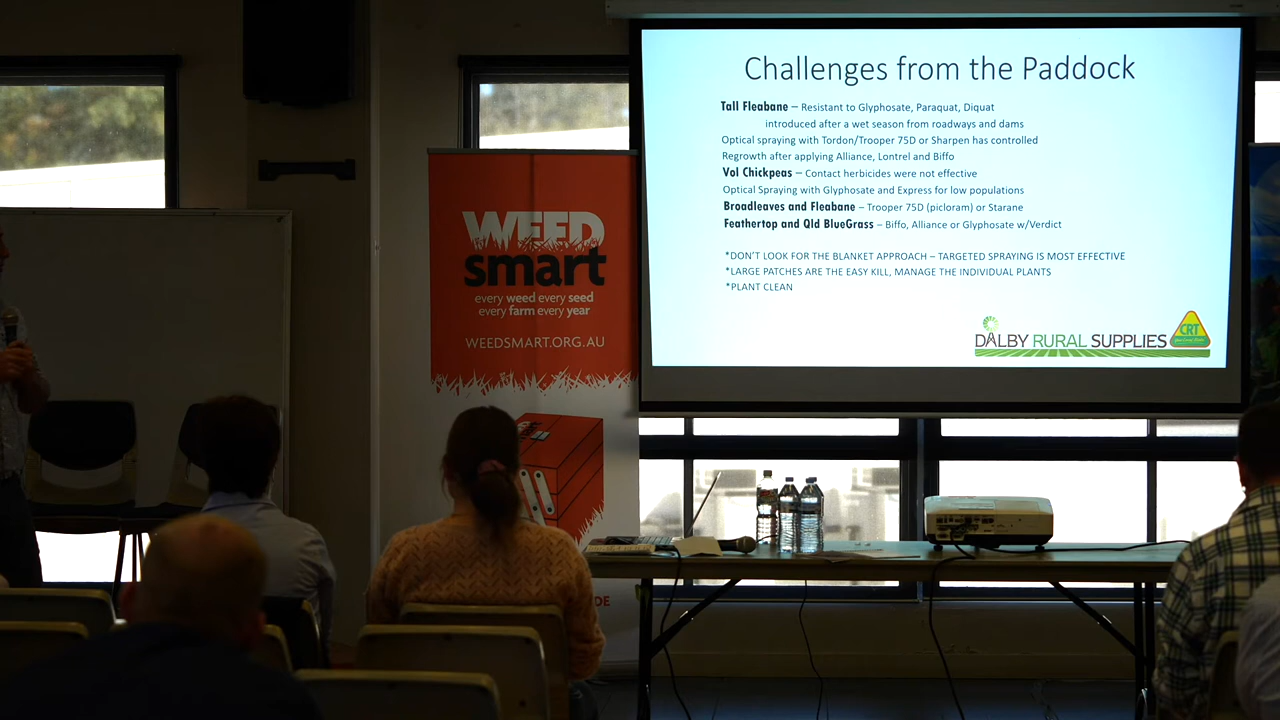 Challenges from the Paddock
Tall Fleabane – Resistant to Glyphosate, Paraquat, Diquat
introduced after a wet season from roadways and dams
Optical spraying with Tordon/Trooper 75D or Sharpen has controlled
Regrowth after applying Alliance, Lontrel and Biffo
Vol Chickpeas – Contact herbicides were not effective
Optical Spraying with Glyphosate and Express for low populations
Broadleaves and Fleabane – Trooper 75D (picloram) or Starane
Feathertop and Qld BlueGrass – Biffo, Alliance or Glyphosate w/Verdict
*DON'T LOOK FOR THE BLANKET APPROACH – TARGETED SPRAYING IS MOST EFFECTIVE
*LARGE PATCHES ARE THE EASY KILL, MANAGE THE INDIVIDUAL PLANTS
*PLANT CLEAN
DALBY RURAL SUPPLIES
CRT
WEED
smart
every weed every seed
every farm every year
WEEDSMART.ORG.AU